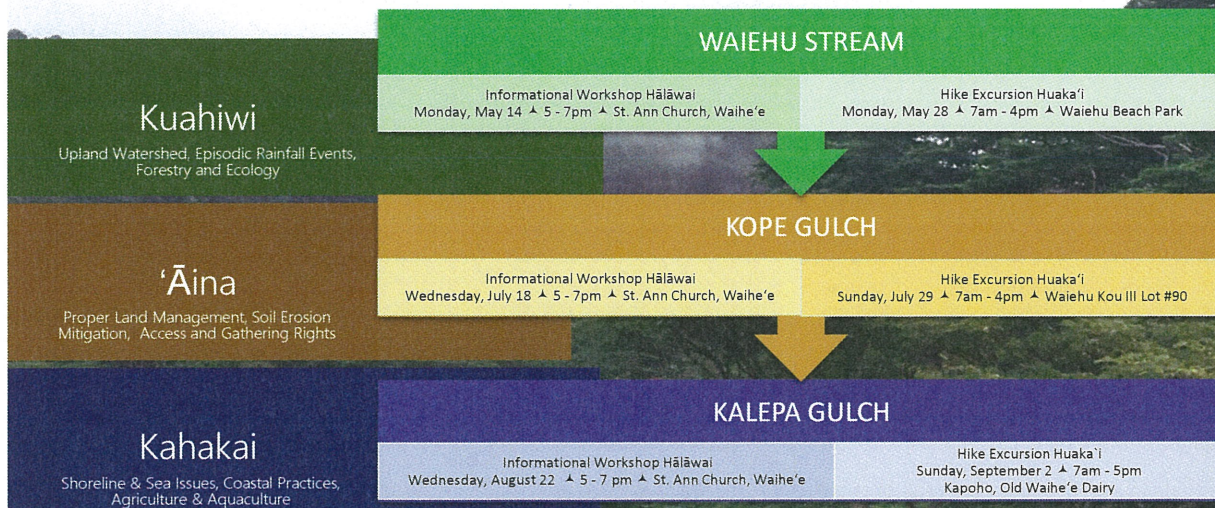 WAIEHU STREAM
Kuahiwi
Upland Watershed, Episodic Rainfall Events,
Forestry and Ecology
Informational Workshop Hālāwai
Monday, May 14 ⅄ 5 - 7pm ⅄ St. Ann Church, Waihe‘e
Hike Excursion Huaka‘i
Monday, May 28 ⅄ 7am - 4pm ⅄ Waiehu Beach Park
KOPE GULCH
‘Āina
Proper Land Management, Soil Erosion
Mitigation, Access and Gathering Rights
Informational Workshop Hālāwai
Wednesday, July 18 ⅄ 5 - 7pm ⅄ St. Ann Church, Waihe‘e
Hike Excursion Huaka‘i
Sunday, July 29 ⅄ 7am - 4pm ⅄ Waiehu Kou III Lot #90
KALEPA GULCH
Kahakai
Shoreline & Sea Issues, Coastal Practices,
Agriculture & Aquaculture
Informational Workshop Hālāwai
Wednesday, August 22 ⅄ 5 - 7 pm ⅄ St. Ann Church, Waihe‘e
Hike Excursion Huaka`i
Sunday, September 2 ⅄ 7am - 5pm
Kapoho, Old Waihe‘e Dairy